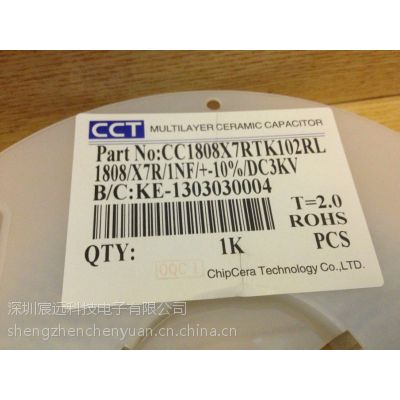 CCT MULTILAYER CERAMIC CAPACITOR
Part No:CC1808X7RTK102RL
1808/X7R/1NF/+-10%/DC3KV
B/C:KE-1303030004
T=2.0
ROHS
QTY: 1K PCS
OQC 1
ChipCera Technology Co.,LTD.
深圳宸远科技电子有限公司
shengzhenchenyuan.cn.china.cn